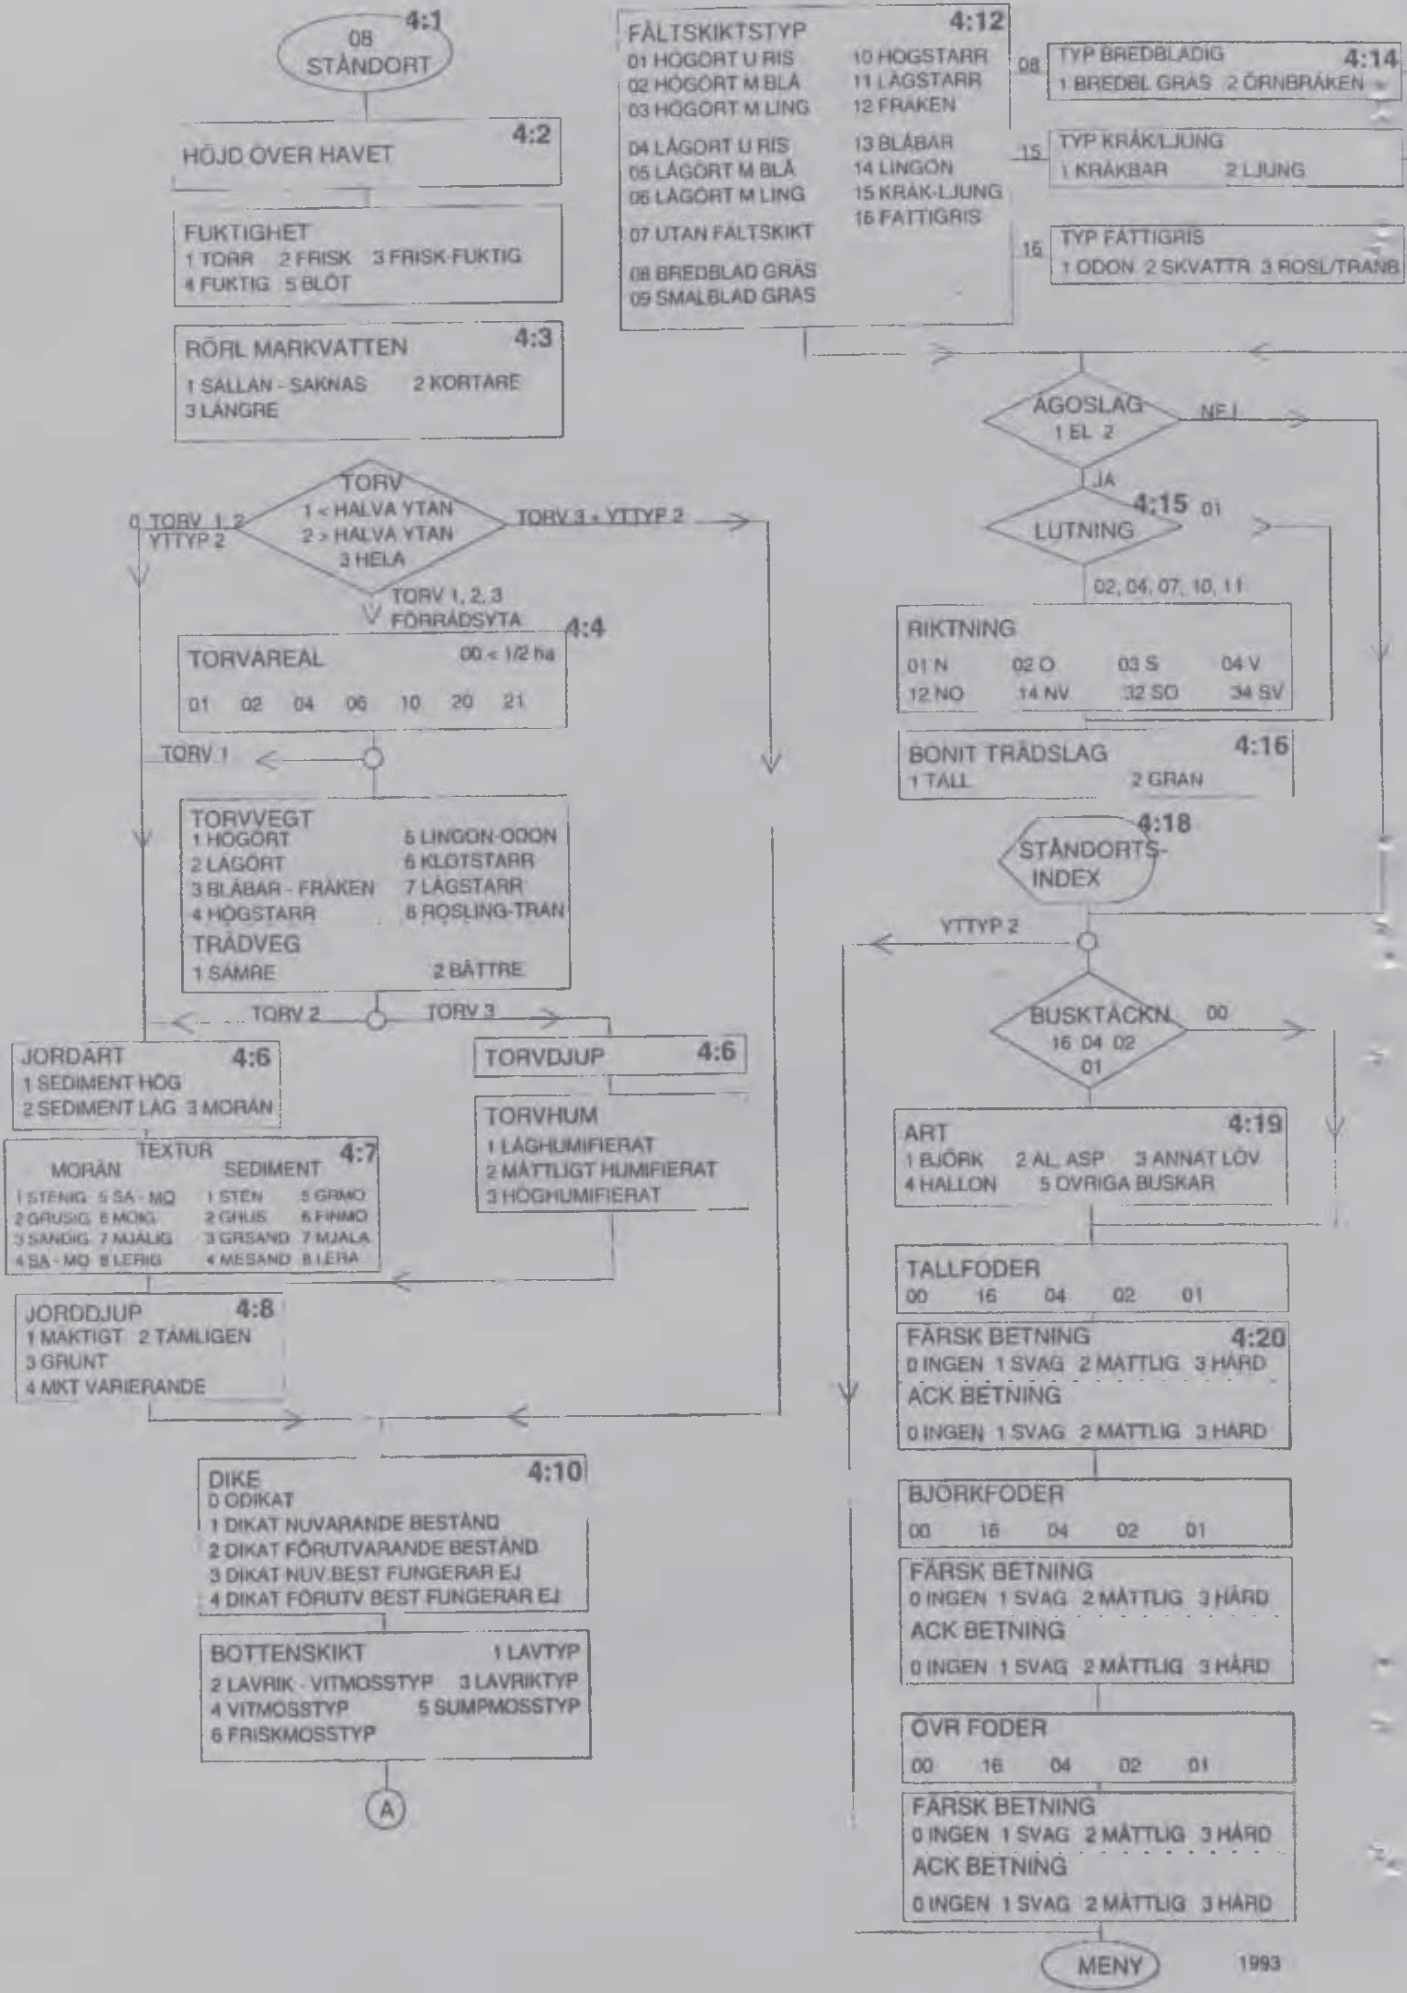 4:1
08
STÅNDORT
4:2
HÖJD ÖVER HAVET
FUKTIGHET
1 TORR 2 FRISK 3 FRISK-FUKTIG
4 FUKTIG 5 BLÖT
4:3
RÖRL MARKVATTEN
1 SÄLLAN - SAKNAS 2 KORTARE
3 LÄNGRE
TORV
1 < HALVA YTAN
2 > HALVA YTAN
3 HELA
0 TORV 1, 2
YTTYP 2
TORV 3 + YTTYP 2
TORV 1, 2, 3
FÖRRÅDSYTA
4:4
TORVAREAL 00 < 1/2 ha
01 02 04 06 10 20 21
TORV 1
TORVVEGT
1 HÖGÖRT 5 LINGON-ODON
2 LÅGÖRT 6 KLOTSTARR
3 BLÅBÄR - FRÄKEN 7 LÅGSTARR
4 HÖGSTARR 8 ROSLING-TRAN
TRÄDVEG
1 SÄMRE 2 BÄTTRE
TORV 2 TORV 3
JORDART 4:6
1 SEDIMENT HÖG
2 SEDIMENT LÅG 3 MORÄN
TORVDJUP 4:6
TORVHUM
1 LÅGHUMIFIERAT
2 MÅTTLIGT HUMIFIERAT
3 HÖGHUMIFIERAT
TEXTUR 4:7
MORÄN SEDIMENT
1 STENIG 5 SA - MO 1 STEN 5 GRMO
2 GRUSIG 6 MOIG 2 GRUS 6 FINMO
3 SANDIG 7 MJÄLIG 3 GRSAND 7 MJÄLA
4 SA - MO 8 LERIG 4 MESAND 8 LERA
JORDDJUP 4:8
1 MÄKTIGT 2 TÄMLIGEN
3 GRUNT
4 MKT VARIERANDE
DIKE 4:10
0 ODIKAT
1 DIKAT NUVARANDE BESTÅND
2 DIKAT FÖRUTVARANDE BESTÅND
3 DIKAT NUV.BEST FUNGERAR EJ
4 DIKAT FÖRUTV BEST FUNGERAR EJ
BOTTENSKIKT 1 LAVTYP
2 LAVRIK - VITMOSSTYP 3 LAVRIKTYP
4 VITMOSSTYP 5 SUMPMOSSTYP
6 FRISKMOSSTYP
A
4:12
FÄLTSKIKTSTYP
01 HÖGÖRT U RIS 10 HÖGSTARR
02 HÖGÖRT M BLÅ 11 LÅGSTARR
03 HÖGÖRT M LING 12 FRÄKEN
04 LÅGÖRT U RIS 13 BLÅBÄR
05 LÅGÖRT M BLÅ 14 LINGON
06 LÅGÖRT M LING 15 KRÅK-LJUNG
16 FATTIGRIS
07 UTAN FÄLTSKIKT
08 BREDBLAD GRÄS
09 SMALBLAD GRÄS
08
TYP BREDBLADIG 4:14
1 BREDBL GRÄS 2 ÖRNBRÄKEN
15
TYP KRÅK/LJUNG
1 KRÅKBÄR 2 LJUNG
16
TYP FATTIGRIS
1 ODON 2 SKVATTR 3 ROSL/TRANB
ÄGOSLAG
1 EL 2
NEJ
JA
4:15 01
LUTNING
02, 04, 07, 10, 11
RIKTNING
01 N 02 O 03 S 04 V
12 NO 14 NV 32 SO 34 SV
BONIT TRÄDSLAG 4:16
1 TALL 2 GRAN
4:18
STÅNDORTS-
INDEX
YTTYP 2
BUSKTÄCKN
16 04 02
01
00
ART 4:19
1 BJÖRK 2 AL, ASP 3 ANNAT LÖV
4 HALLON 5 ÖVRIGA BUSKAR
TALLFODER
00 16 04 02 01
FÄRSK BETNING 4:20
0 INGEN 1 SVAG 2 MÅTTLIG 3 HÅRD
ACK BETNING
0 INGEN 1 SVAG 2 MÅTTLIG 3 HÅRD
BJÖRKFODER
00 16 04 02 01
FÄRSK BETNING
0 INGEN 1 SVAG 2 MÅTTLIG 3 HÅRD
ACK BETNING
0 INGEN 1 SVAG 2 MÅTTLIG 3 HÅRD
ÖVR FODER
00 16 04 02 01
FÄRSK BETNING
0 INGEN 1 SVAG 2 MÅTTLIG 3 HÅRD
ACK BETNING
0 INGEN 1 SVAG 2 MÅTTLIG 3 HÅRD
MENY
1993